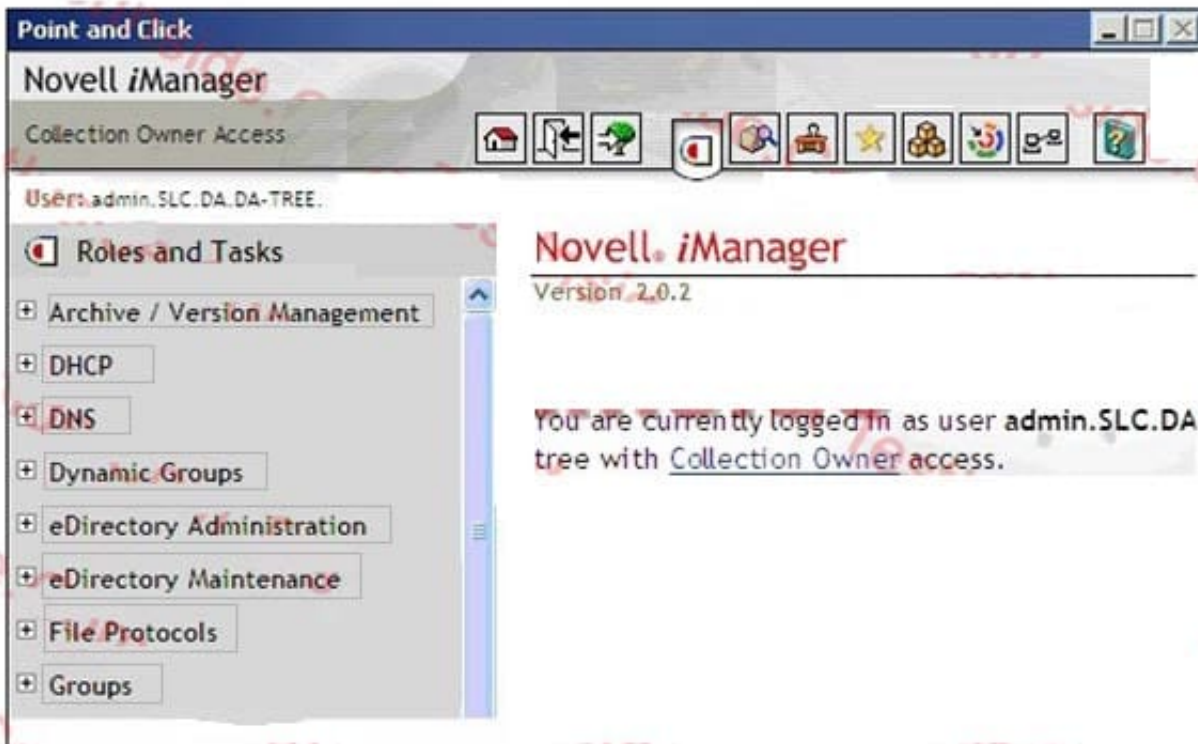 Point and Click
Novell iManager
Collection Owner Access
User: admin.SLC.DA.DA-TREE.
Roles and Tasks
Archive / Version Management
DHCP
DNS
Dynamic Groups
eDirectory Administration
eDirectory Maintenance
File Protocols
Groups
Novell® iManager
Version 2.0.2
You are currently logged in as user admin.SLC.DA
tree with Collection Owner access.